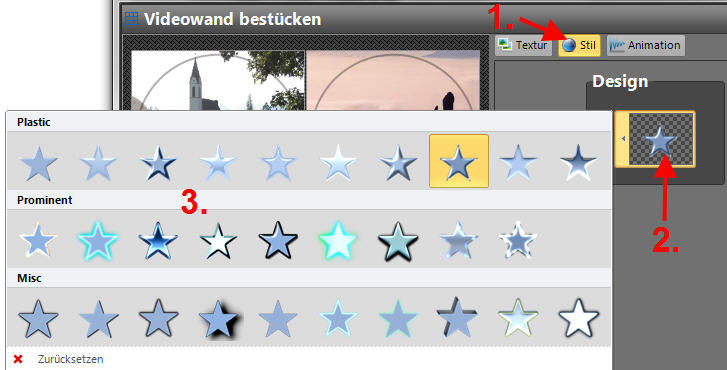 Videowand bestücken
1.
Textur Stil Animation
Design
Plastic
2.
Prominent
3.
Misc
Zurücksetzen